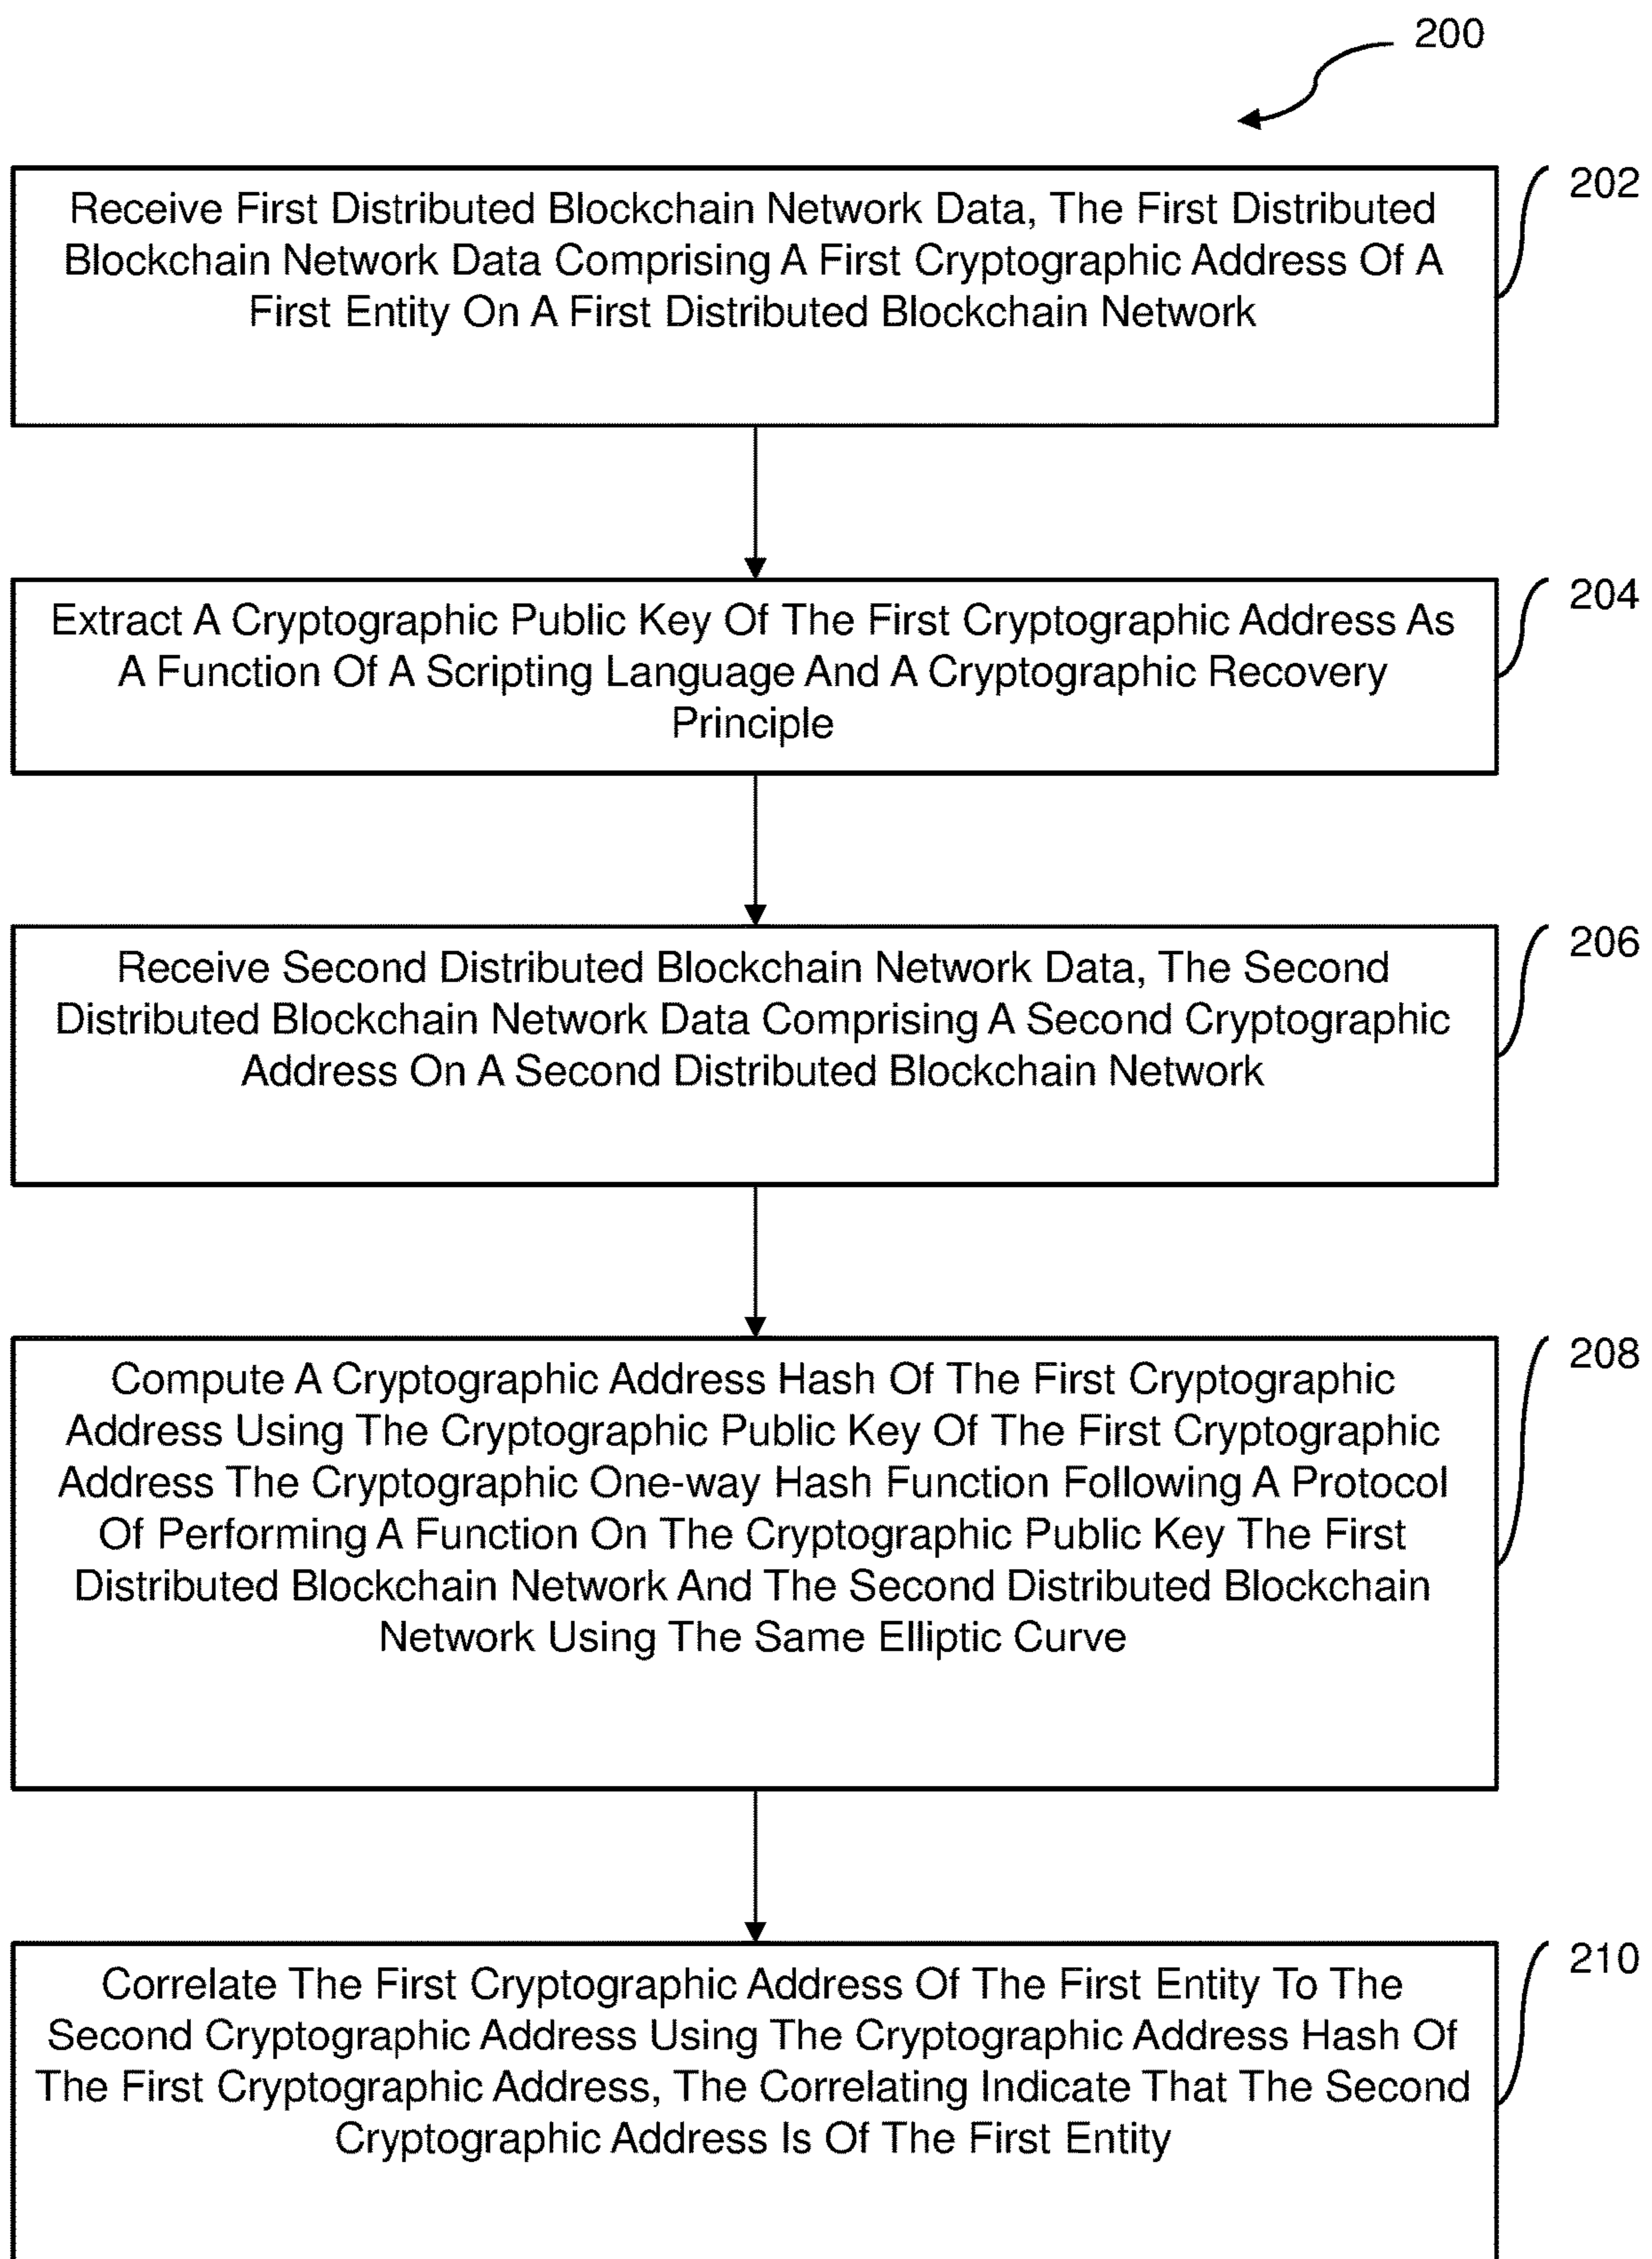 200
202
Receive First Distributed Blockchain Network Data, The First Distributed
Blockchain Network Data Comprising A First Cryptographic Address Of A
First Entity On A First Distributed Blockchain Network
204
Extract A Cryptographic Public Key Of The First Cryptographic Address As
A Function Of A Scripting Language And A Cryptographic Recovery
Principle
206
Receive Second Distributed Blockchain Network Data, The Second
Distributed Blockchain Network Data Comprising A Second Cryptographic
Address On A Second Distributed Blockchain Network
208
Compute A Cryptographic Address Hash Of The First Cryptographic
Address Using The Cryptographic Public Key Of The First Cryptographic
Address The Cryptographic One-way Hash Function Following A Protocol
Of Performing A Function On The Cryptographic Public Key The First
Distributed Blockchain Network And The Second Distributed Blockchain
Network Using The Same Elliptic Curve
210
Correlate The First Cryptographic Address Of The First Entity To The
Second Cryptographic Address Using The Cryptographic Address Hash Of
The First Cryptographic Address, The Correlating Indicate That The Second
Cryptographic Address Is Of The First Entity